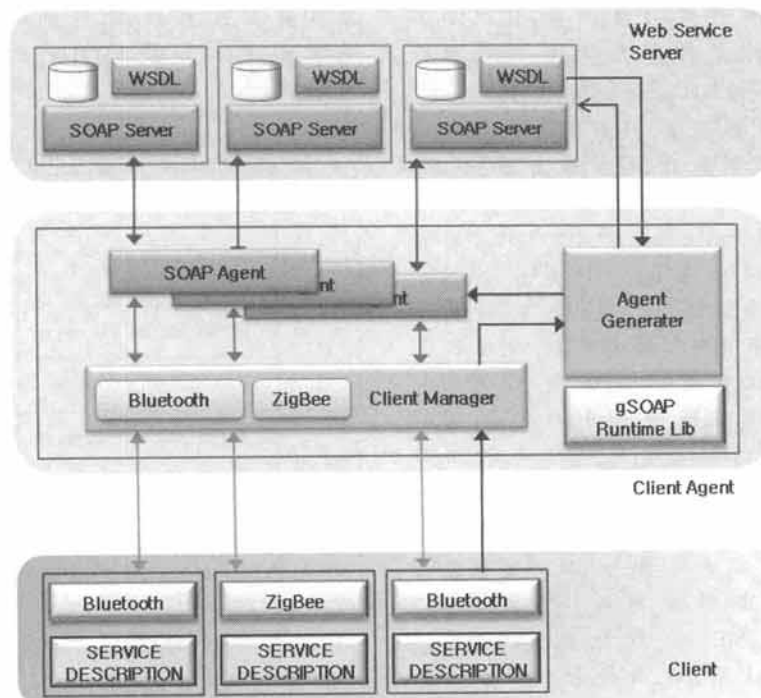 Web Service
Server
WSDL
WSDL
WSDL
SOAP Server
SOAP Server
SOAP Server
SOAP Agent
Agent
Generater
Bluetooth
ZigBee
Client Manager
gSOAP
Runtime Lib
Client Agent
Bluetooth
ZigBee
Bluetooth
SERVICE
DESCRIPTION
SERVICE
DESCRIPTION
SERVICE
DESCRIPTION
Client